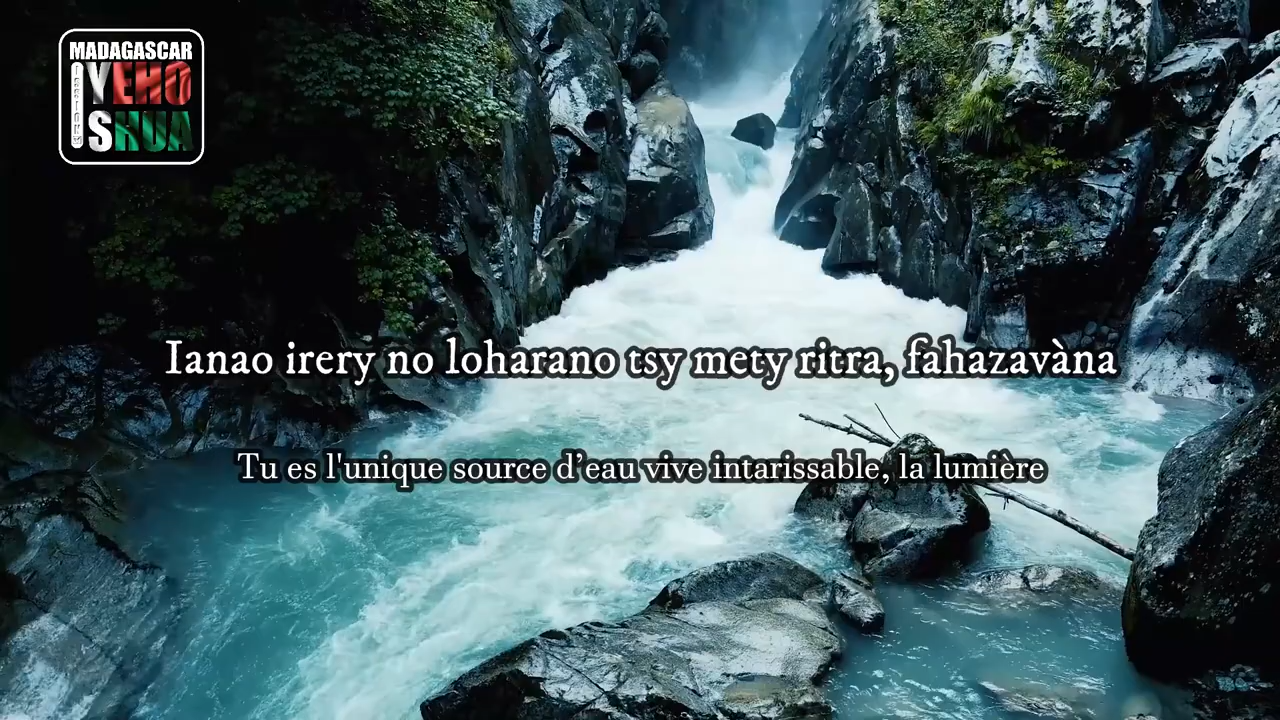 MADAGASCAR
YEHO
SHUA
Ianao irery no loharano tsy mety ritra, fahazavàna
Tu es l'unique source d’eau vive intarissable, la lumière